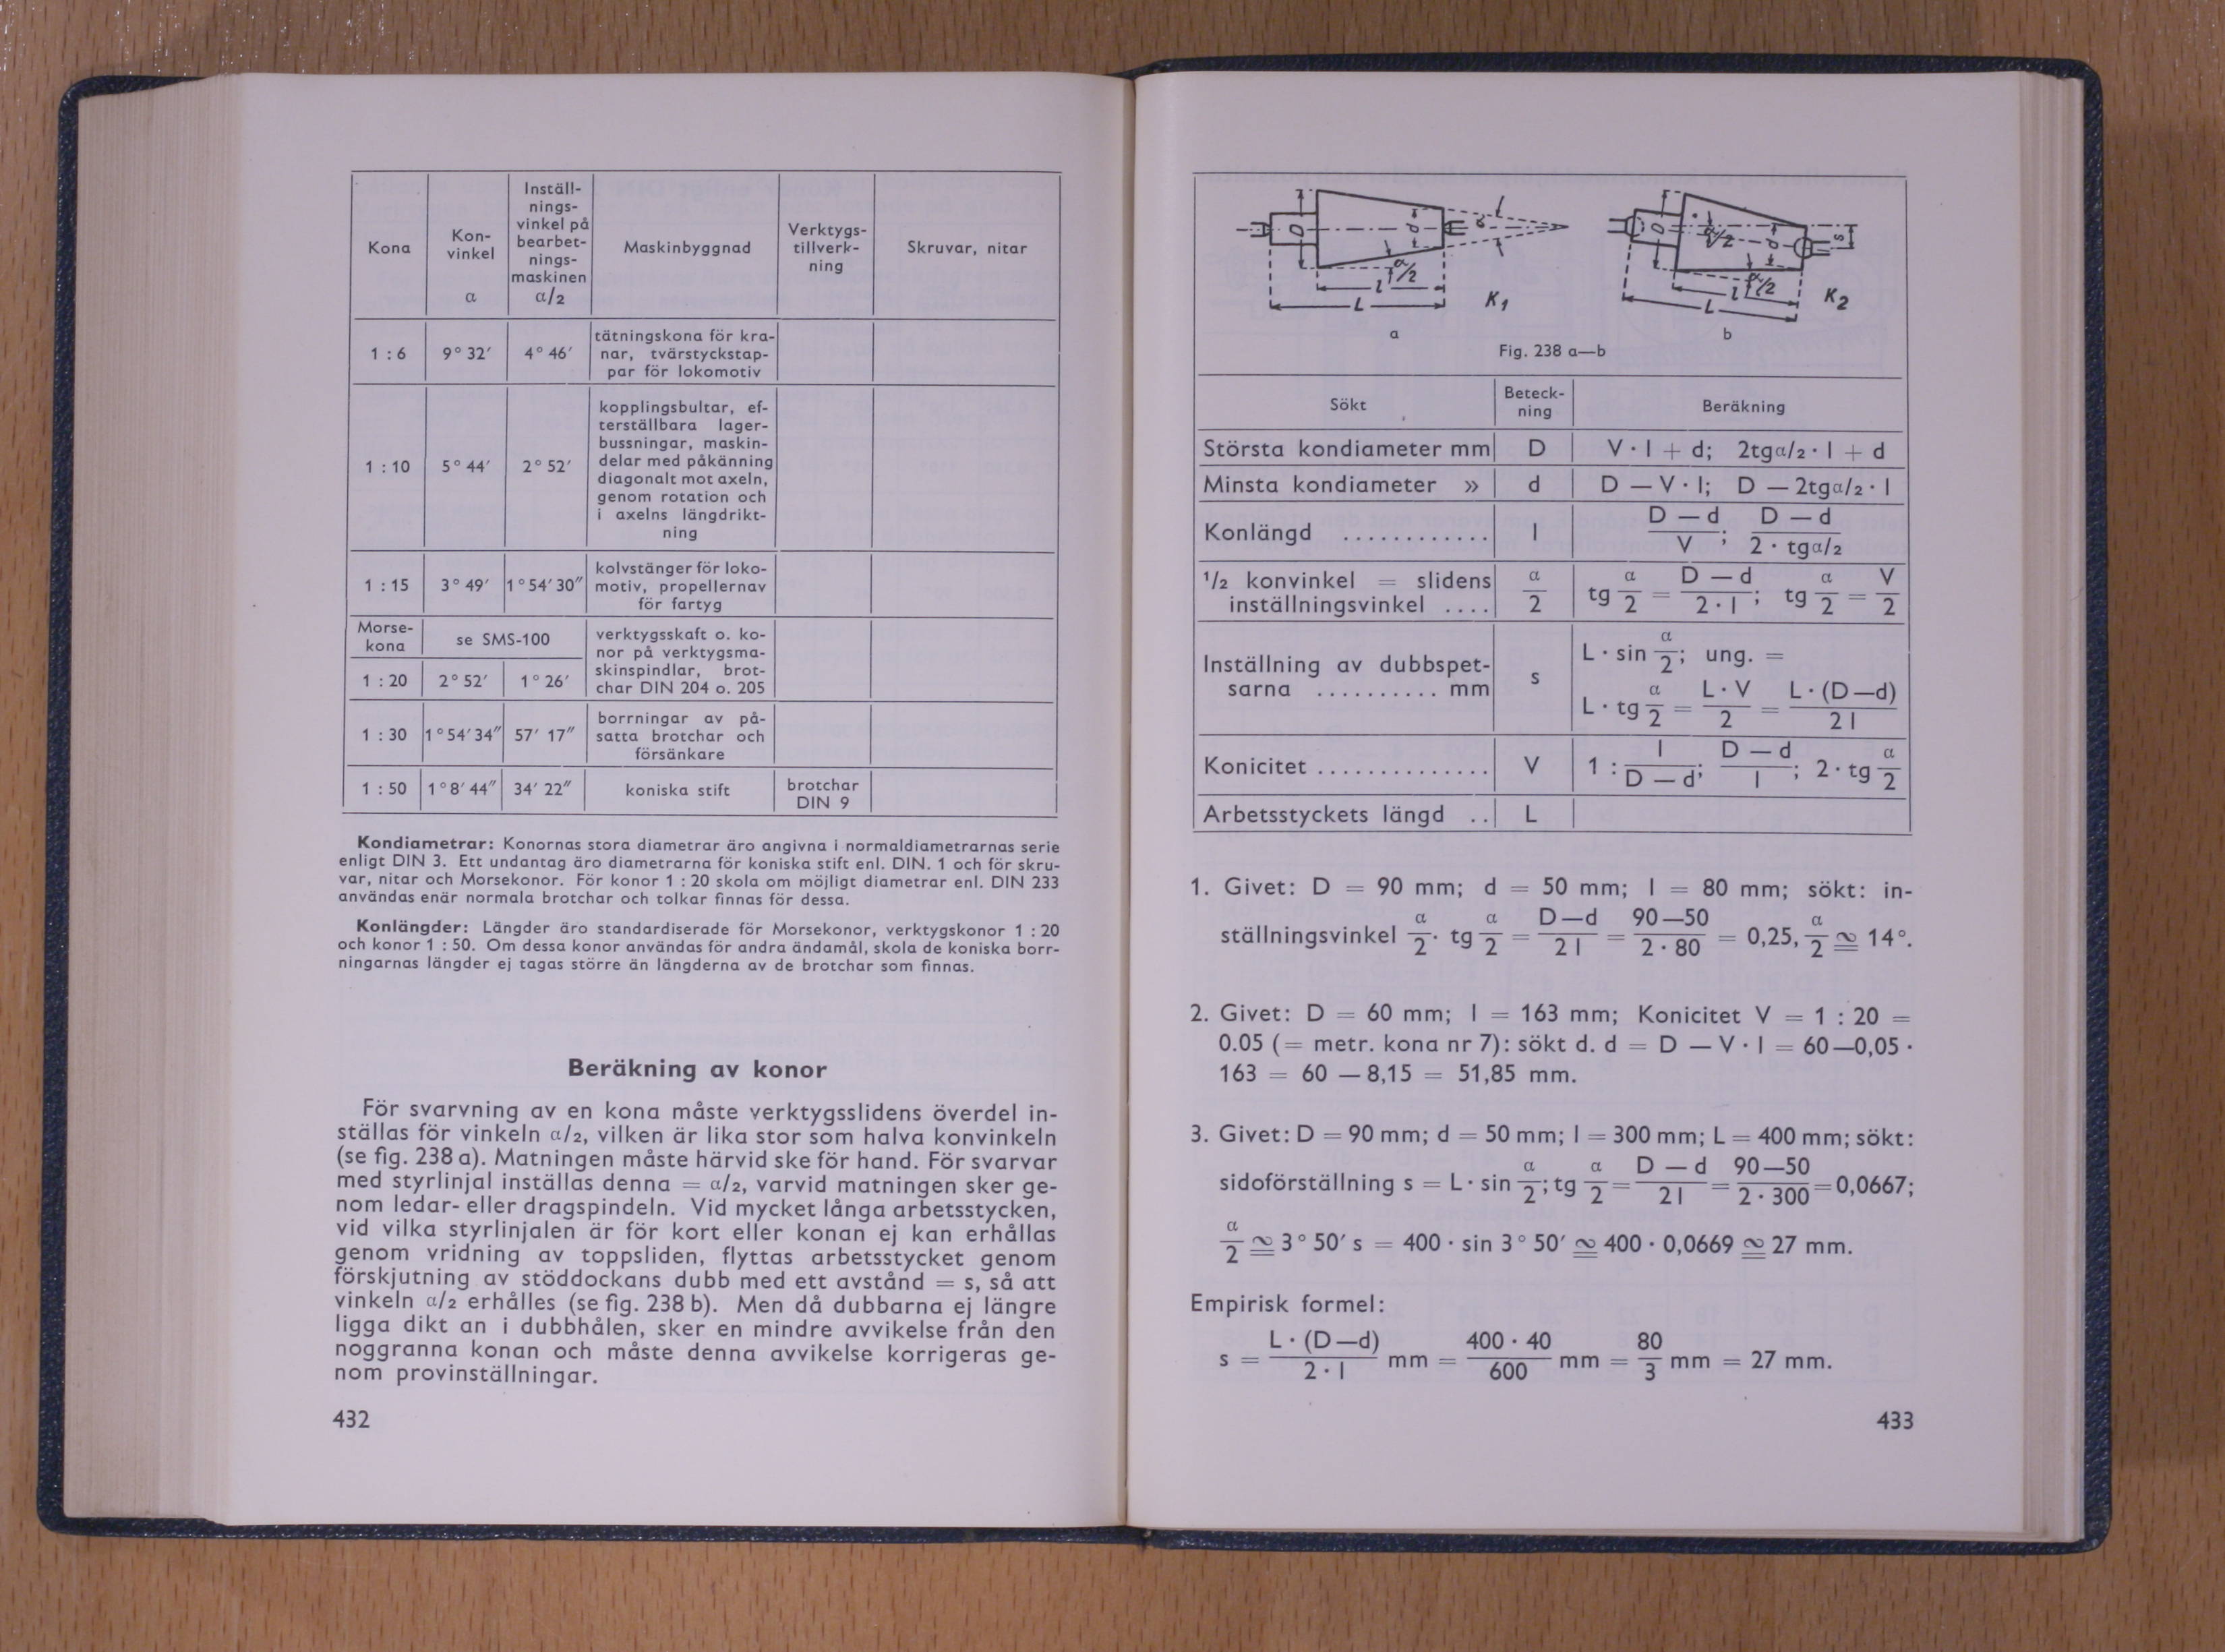 Kona
Kon-
vinkel
α
Inställ-
nings-
vinkel på
bearbet-
nings-
maskinen
α/2
Maskinbyggnad
Verktygs-
tillverk-
ning
Skruvar, nitar
1 : 6
9° 32′
4° 46′
tätningskona för kra-
nar, tvärstyckstap-
par för lokomotiv
1 : 10
5° 44′
2° 52′
kopplingsbultar, ef-
terställbara lager-
bussningar, maskin-
delar med påkänning
diagonalt mot axeln,
genom rotation och
i axelns längdrikt-
ning
1 : 15
3° 49′
1° 54′ 30″
kolvstänger för loko-
motiv, propellernav
för fartyg
Morse-
kona
se SMS-100
verktygsskaft o. ko-
nor på verktygsma-
skinspindlar, brot-
char DIN 204 o. 205
1 : 20
2° 52′
1° 26′
1 : 30
1° 54′ 34″
57′ 17″
borrningar av på-
satta brotchar och
försänkare
1 : 50
1° 8′ 44″
34′ 22″
koniska stift
brotchar
DIN 9
Kondiametrar: Konornas stora diametrar äro angivna i normaldiametrarnas serie
enligt DIN 3. Ett undantag äro diametrarna för koniska stift enl. DIN. 1 och för skru-
var, nitar och Morsekonor. För konor 1 : 20 skola om möjligt diametrar enl. DIN 233
användas enär normala brotchar och tolkar finnas för dessa.
Konlängder: Längder äro standardiserade för Morsekonor, verktygskonor 1 : 20
och konor 1 : 50. Om dessa konor användas för andra ändamål, skola de koniska borr-
ningarnas längder ej tagas större än längderna av de brotchar som finnas.
Beräkning av konor
För svarvning av en kona måste verktygsslidens överdel in-
ställas för vinkeln α/2, vilken är lika stor som halva konvinkeln
(se fig. 238 a). Matningen måste härvid ske för hand. För svarvar
med styrlinjal inställas denna = α/2, varvid matningen sker ge-
nom ledar- eller dragspindeln. Vid mycket långa arbetsstycken,
vid vilka styrlinjalen är för kort eller konan ej kan erhållas
genom vridning av toppsliden, flyttas arbetsstycket genom
förskjutning av stöddockans dubb med ett avstånd = s, så att
vinkeln α/2 erhålles (se fig. 238 b). Men då dubbarna ej längre
ligga dikt an i dubbhålen, sker en mindre avvikelse från den
noggranna konan och måste denna avvikelse korrigeras ge-
nom provinställningar.
432
D d α α/2 l L K1
D α/2 d s α/2 l L K2
a
b
Fig. 238 a—b
Sökt
Beteck-
ning
Beräkning
Största kondiameter mm D V · l + d; 2tgα/2 · l + d
Minsta kondiameter » d D — V · l; D — 2tgα/2 · l
Konlängd ............ l (D — d)/V; (D — d)/(2 · tgα/2)
1/2 konvinkel = slidens
inställningsvinkel .... α/2 tg α/2 = (D — d)/(2 · l); tg α/2 = V/2
Inställning av dubbspet-
sarna .......... mm s L · sin α/2; ung. =
L · tg α/2 = (L · V)/2 = (L · (D—d))/(2 l)
Konicitet .............. V 1 : l/(D — d); (D — d)/l; 2 · tg α/2
Arbetsstyckets längd .. L
1. Givet: D = 90 mm; d = 50 mm; l = 80 mm; sökt: in-
ställningsvinkel α/2. tg α/2 = (D—d)/(2 l) = (90—50)/(2 · 80) = 0,25, α/2 ≌ 14°.
2. Givet: D = 60 mm; l = 163 mm; Konicitet V = 1 : 20 =
0.05 (= metr. kona nr 7): sökt d. d = D — V · l = 60—0,05 ·
163 = 60 — 8,15 = 51,85 mm.
3. Givet: D = 90 mm; d = 50 mm; l = 300 mm; L = 400 mm; sökt:
sidoförställning s = L · sin α/2; tg α/2 = (D — d)/(2 l) = (90—50)/(2 · 300) = 0,0667;
α/2 ≌ 3° 50′ s = 400 · sin 3° 50′ ≌ 400 · 0,0669 ≌ 27 mm.
Empirisk formel:
s = (L · (D—d))/(2 · l) mm = (400 · 40)/600 mm = 80/3 mm = 27 mm.
433